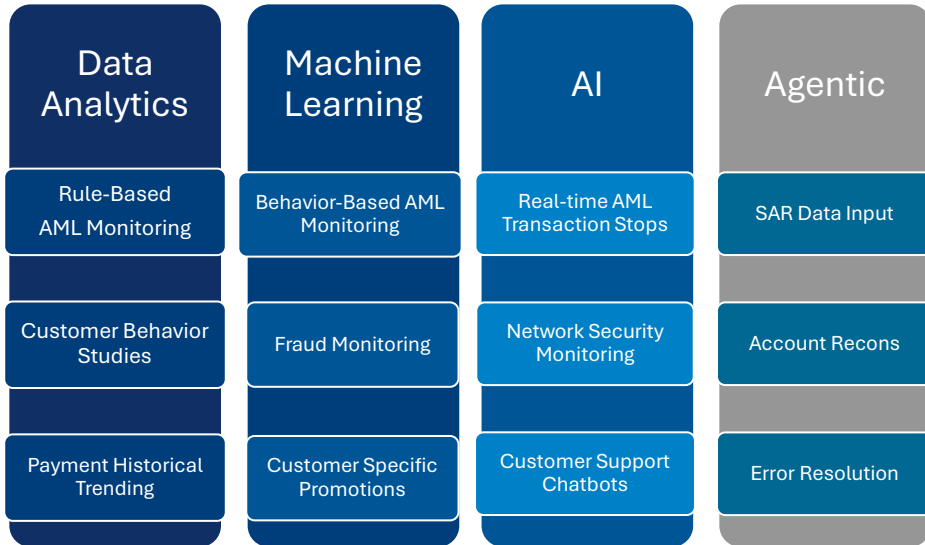 Data
Analytics
Rule-Based
AML Monitoring
Customer Behavior
Studies
Payment Historical
Trending
Machine
Learning
Behavior-Based AML
Monitoring
Fraud Monitoring
Customer Specific
Promotions
AI
Real-time AML
Transaction Stops
Network Security
Monitoring
Customer Support
Chatbots
Agentic
SAR Data Input
Account Recons
Error Resolution